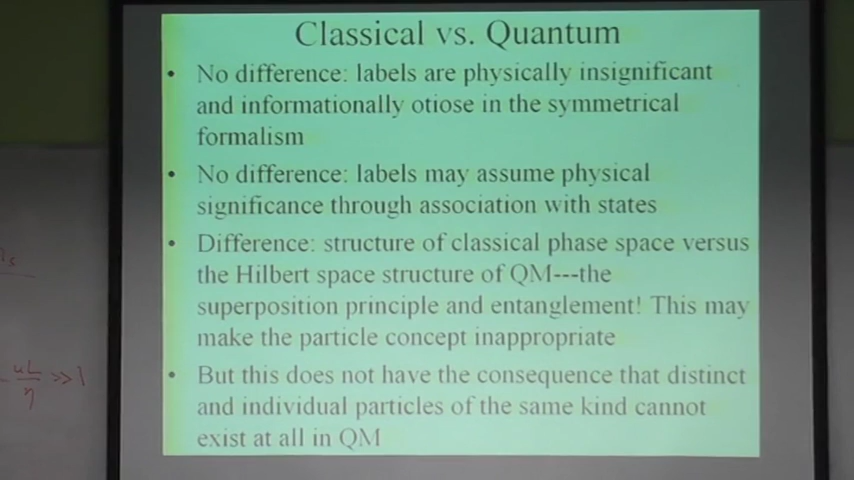 Classical vs. Quantum
• No difference: labels are physically insignificant
and informationally otiose in the symmetrical
formalism
• No difference: labels may assume physical
significance through association with states
• Difference: structure of classical phase space versus
the Hilbert space structure of QM---the
superposition principle and entanglement! This may
make the particle concept inappropriate
• But this does not have the consequence that distinct
and individual particles of the same kind cannot
exist at all in QM
uL
>>1
η